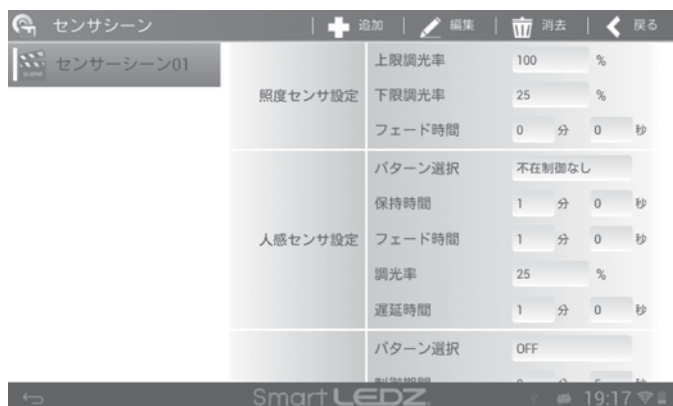 センサシーン
追加
編集
消去
戻る
scene センサーシーン01
照度センサ設定
上限調光率 100 %
下限調光率 25 %
フェード時間 0 分 0 秒
人感センサ設定
パターン選択 不在制御なし
保持時間 1 分 0 秒
フェード時間 1 分 0 秒
調光率 25 %
遅延時間 1 分 0 秒
パターン選択 OFF
Smart LEDZ
19:17